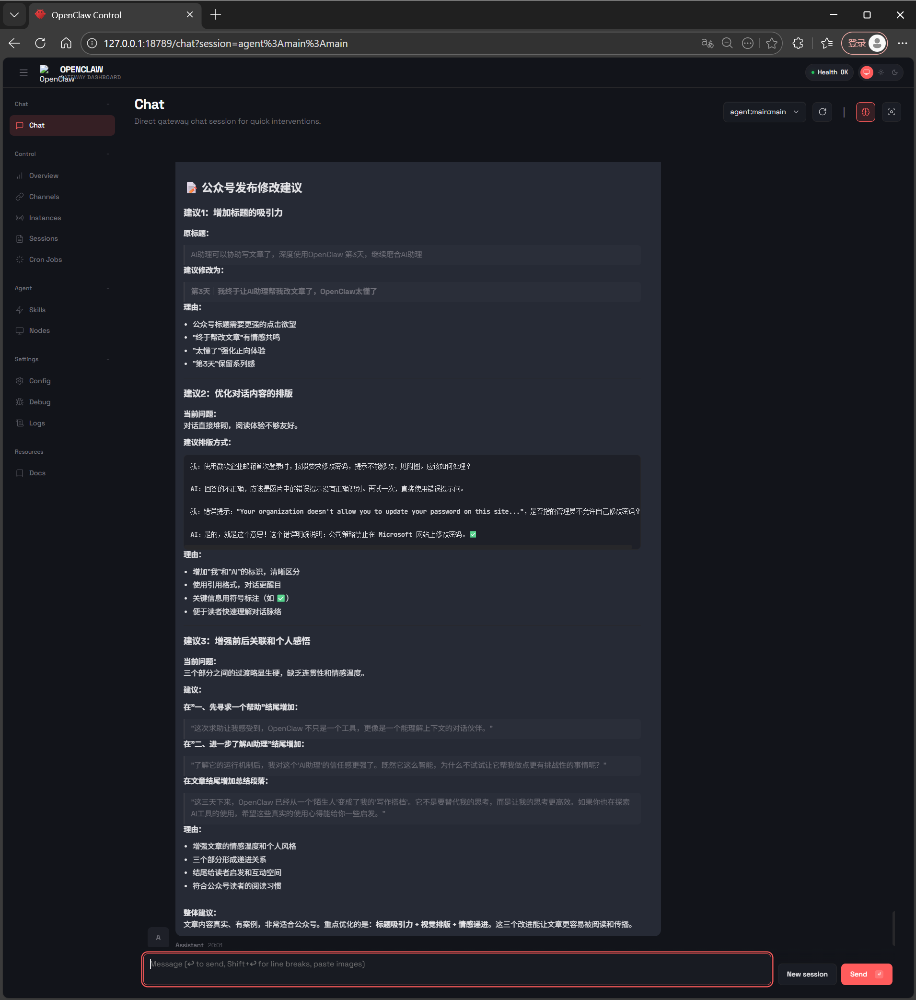 OpenClaw Control
127.0.0.1:18789/chat?session=agent%3Amain%3Amain
登录
OpenClaw
OPENCLAW
GATEWAY DASHBOARD
Health OK
Chat
Chat
Control
Overview
Channels
Instances
Sessions
Cron Jobs
Agent
Skills
Nodes
Settings
Config
Debug
Logs
Resources
Docs
Chat
Direct gateway chat session for quick interventions.
agent:main:main
📝 公众号发布修改建议
建议1：增加标题的吸引力
原标题：
AI助理可以协助写文章了，深度使用OpenClaw 第3天，继续磨合AI助理
建议修改为：
第3天｜我终于让AI助理帮我改文章了，OpenClaw太懂了
理由：
• 公众号标题需要更强的点击欲望
• "终于帮改文章"有情感共鸣
• "太懂了"强化正向体验
• "第3天"保留系列感
建议2：优化对话内容的排版
当前问题：
对话直接堆砌，阅读体验不够友好。
建议排版方式：
我：使用微软企业邮箱首次登录时，按照要求修改密码，提示不能修改，见附图。应该如何处理？
AI：回答的不正确，应该是图片中的错误提示没有正确识别。再试一次，直接使用错误提示问。
我：错误提示："Your organization doesn't allow you to update your password on this site..."，是否指的管理员不允许自己修改密码？
AI：是的，就是这个意思！这个错误明确说明：公司策略禁止在 Microsoft 网站上修改密码。✅
理由：
• 增加"我"和"AI"的标识，清晰区分
• 使用引用格式，对话更醒目
• 关键信息用符号标注（如 ✅）
• 便于读者快速理解对话脉络
建议3：增强前后关联和个人感悟
当前问题：
三个部分之间的过渡略显生硬，缺乏连贯性和情感温度。
建议：
在"一、先寻求一个帮助"结尾增加：
"这次求助让我感受到，OpenClaw 不只是一个工具，更像是一个能理解上下文的对话伙伴。"
在"二、进一步了解AI助理"结尾增加：
"了解它的运行机制后，我对这个'AI助理'的信任感更强了。既然它这么智能，为什么不试试让它帮我做点更有挑战性的事情呢？"
在文章结尾增加总结段落：
"这三天下来，OpenClaw 已经从一个'陌生人'变成了我的'写作搭档'。它不是要替代我的思考，而是让我的思考更高效。如果你也在探索
AI工具的使用，希望这些真实的使用心得能给你一些启发。"
理由：
• 增强文章的情感温度和个人风格
• 三个部分形成递进关系
• 结尾给读者启发和互动空间
• 符合公众号读者的阅读习惯
整体建议：
文章内容真实、有案例，非常适合公众号。重点优化的是：标题吸引力 + 视觉排版 + 情感递进。这三个改进能让文章更容易被阅读和传播。
A
Assistant 20:01
Message (↵ to send, Shift+↵ for line breaks, paste images)
New session
Send ↵